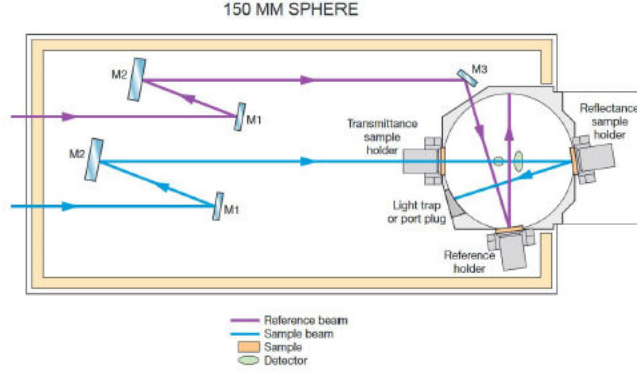 150 MM SPHERE
M2
M3
M1
Transmittance
sample
holder
Reflectance
sample
holder
M2
M1
Light trap
or port plug
Reference
holder
Reference beam
Sample beam
Sample
Detector